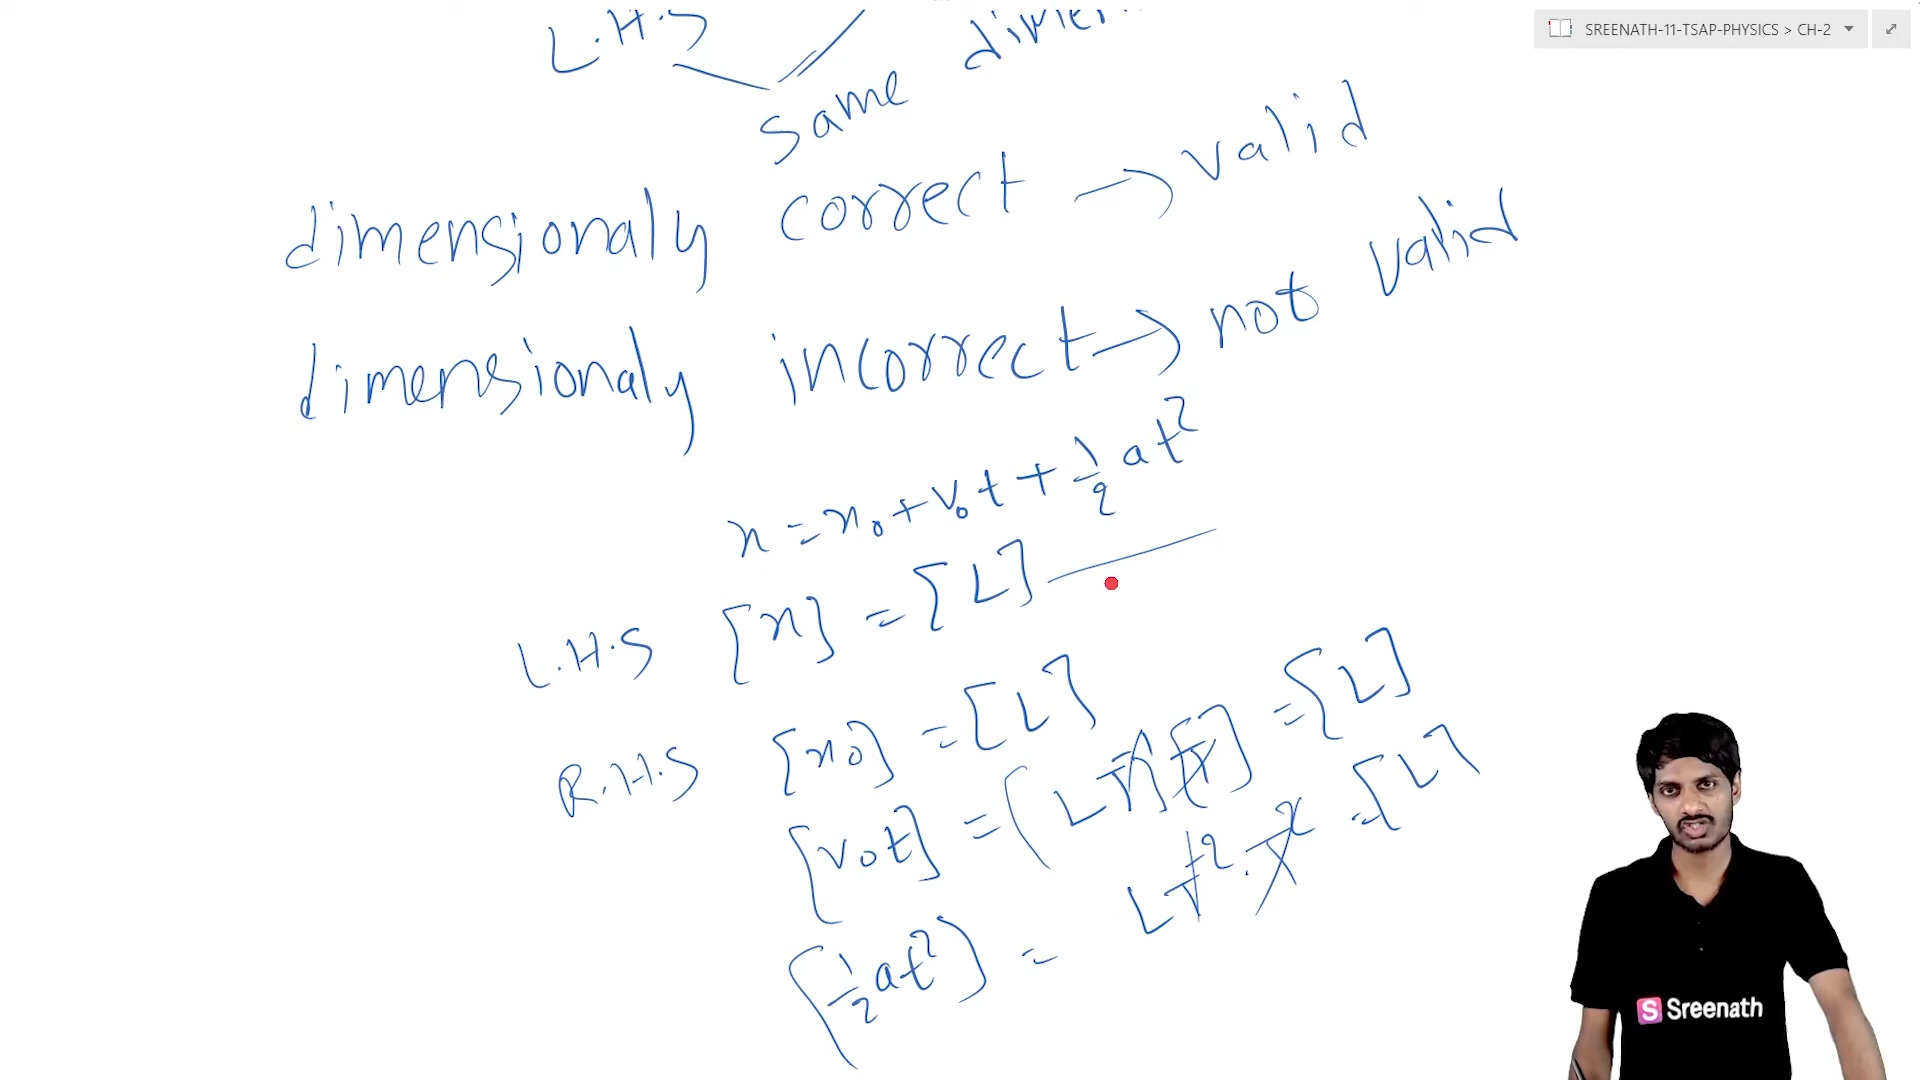 SREENATH-11-TSAP-PHYSICS > CH-2
L.H.S
same
dimensionaly correct → valid
dimensionaly incorrect → not valid
x = x₀ + v₀t + ½at²
L.H.S [x] = [L]
R.H.S [x₀] = [L]
[v₀t] = [LT⁻¹][T] = [L]
[½at²] = LT⁻²·T² = [L]
Sreenath